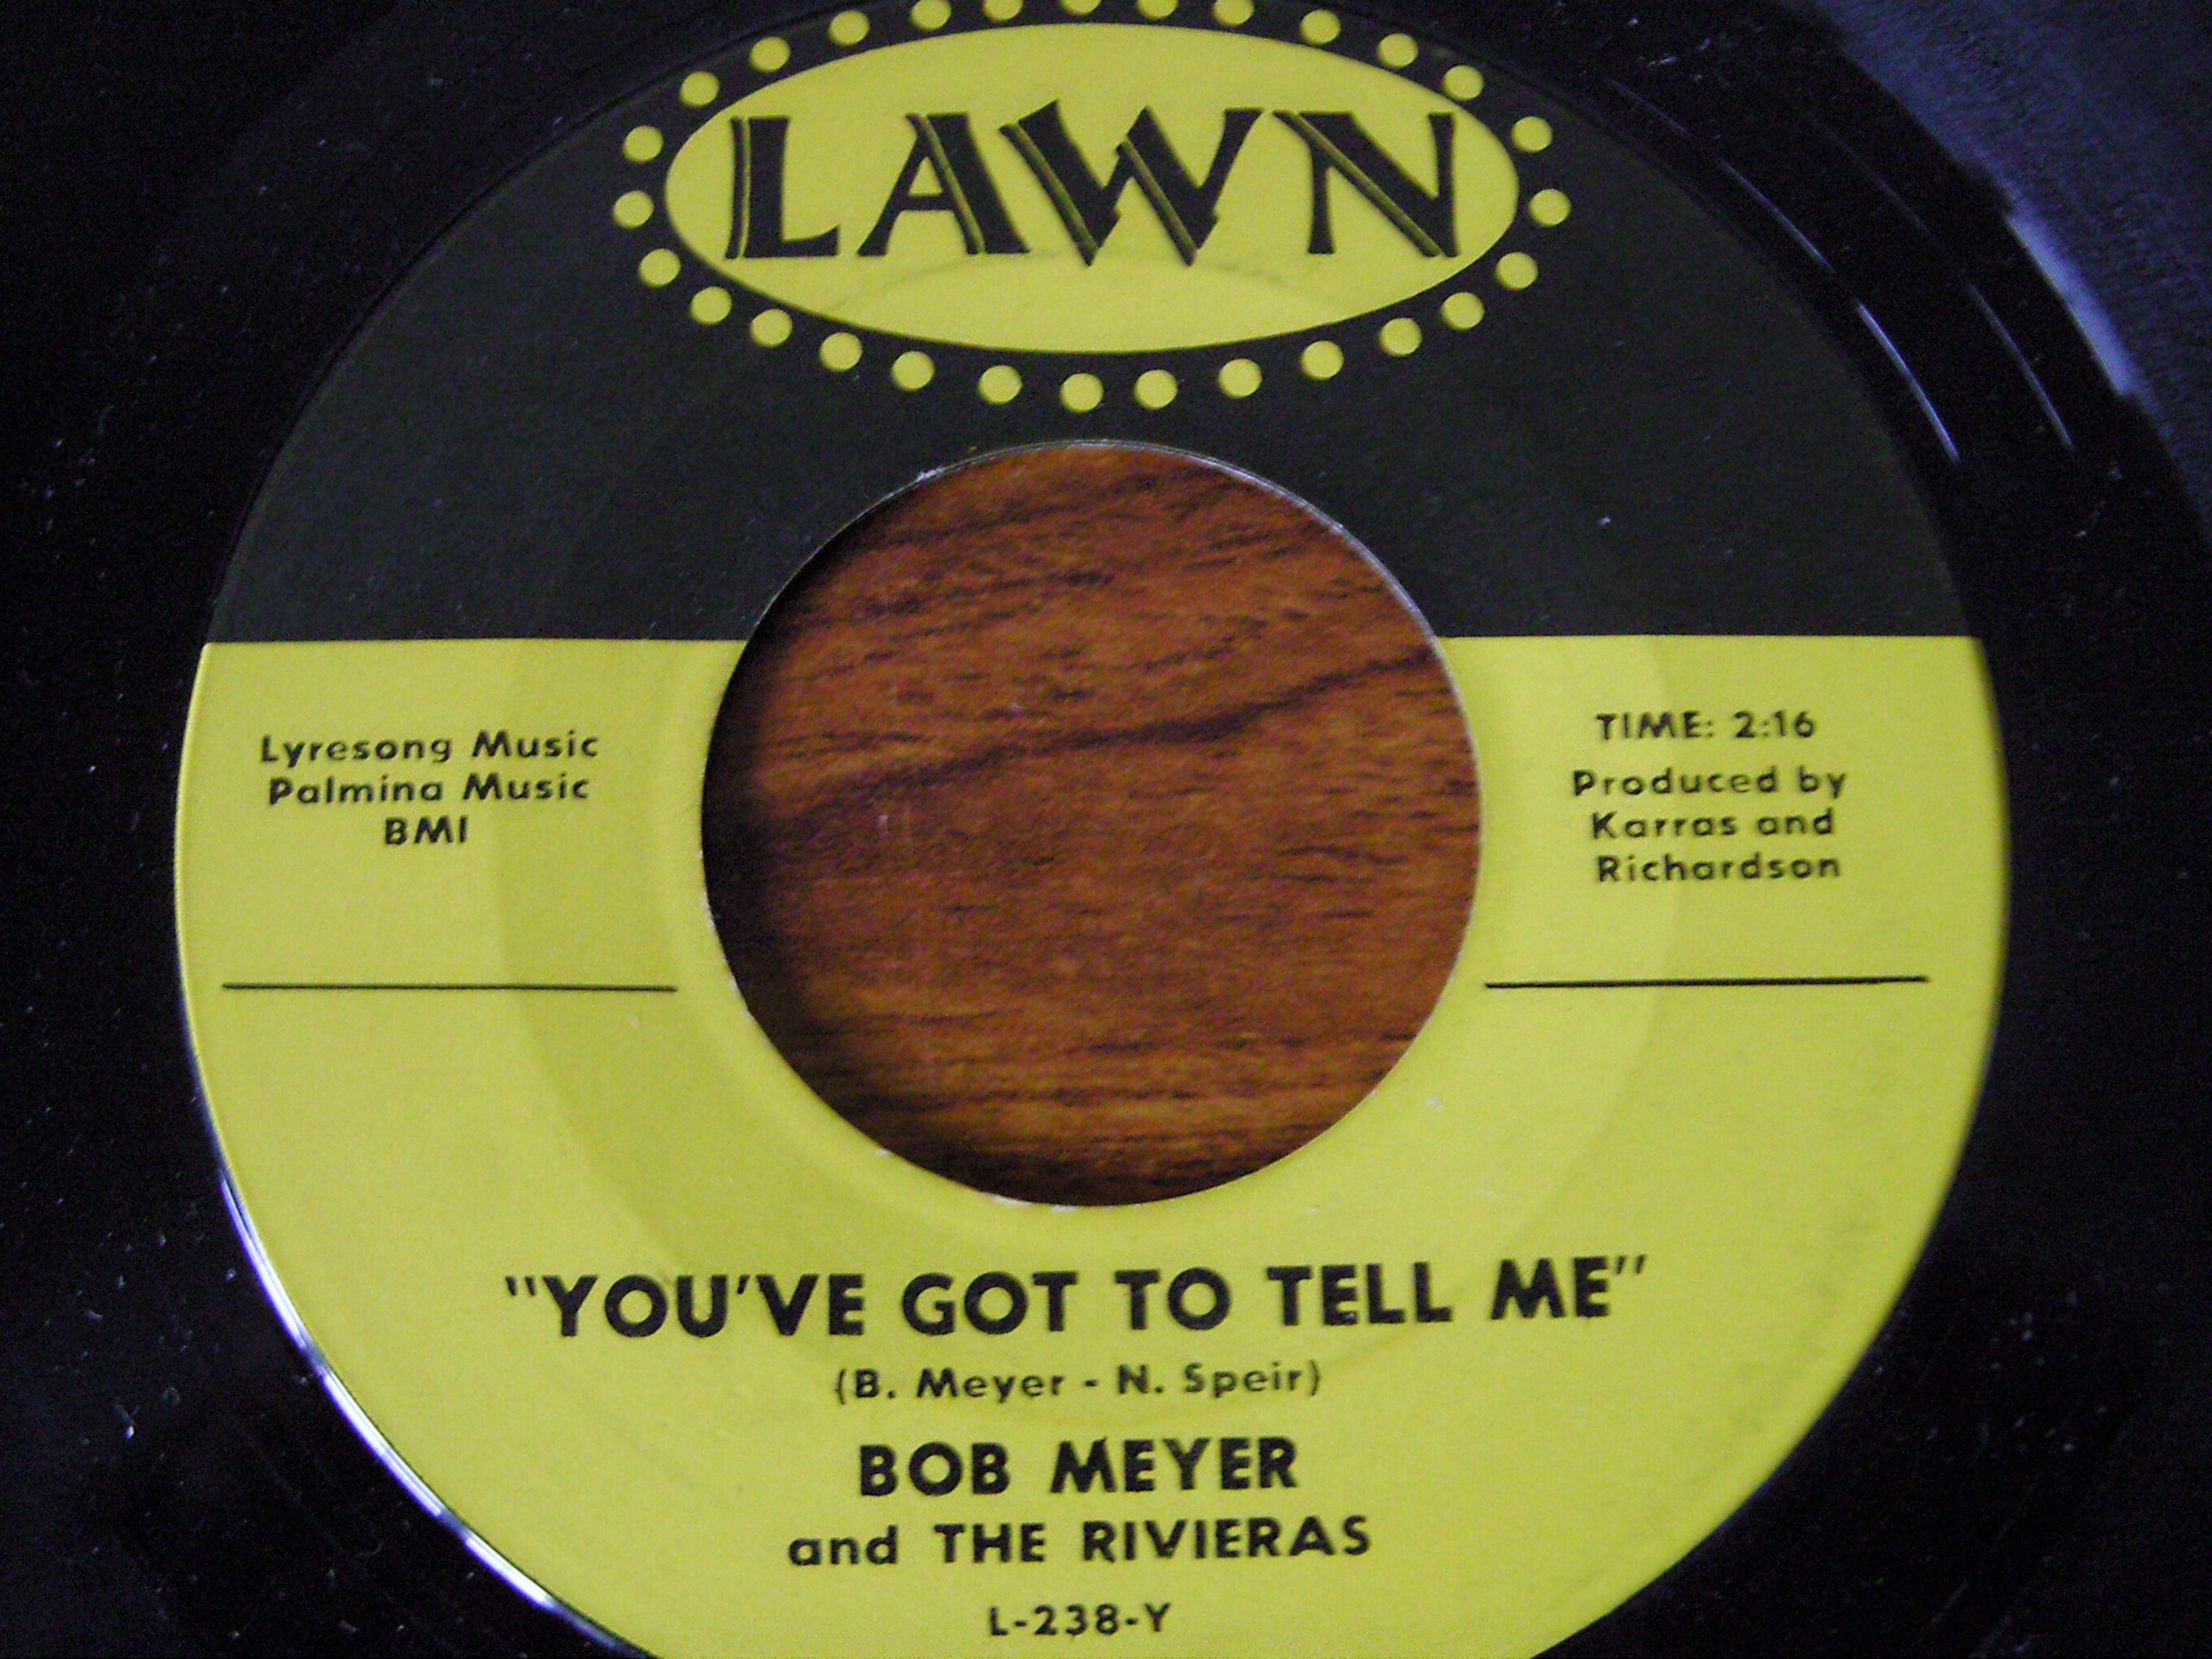 LAWN
Lyresong Music
Palmina Music
BMI
TIME: 2:16
Produced by
Karras and
Richardson
"YOU'VE GOT TO TELL ME"
(B. Meyer - N. Speir)
BOB MEYER
and THE RIVIERAS
L-238-Y